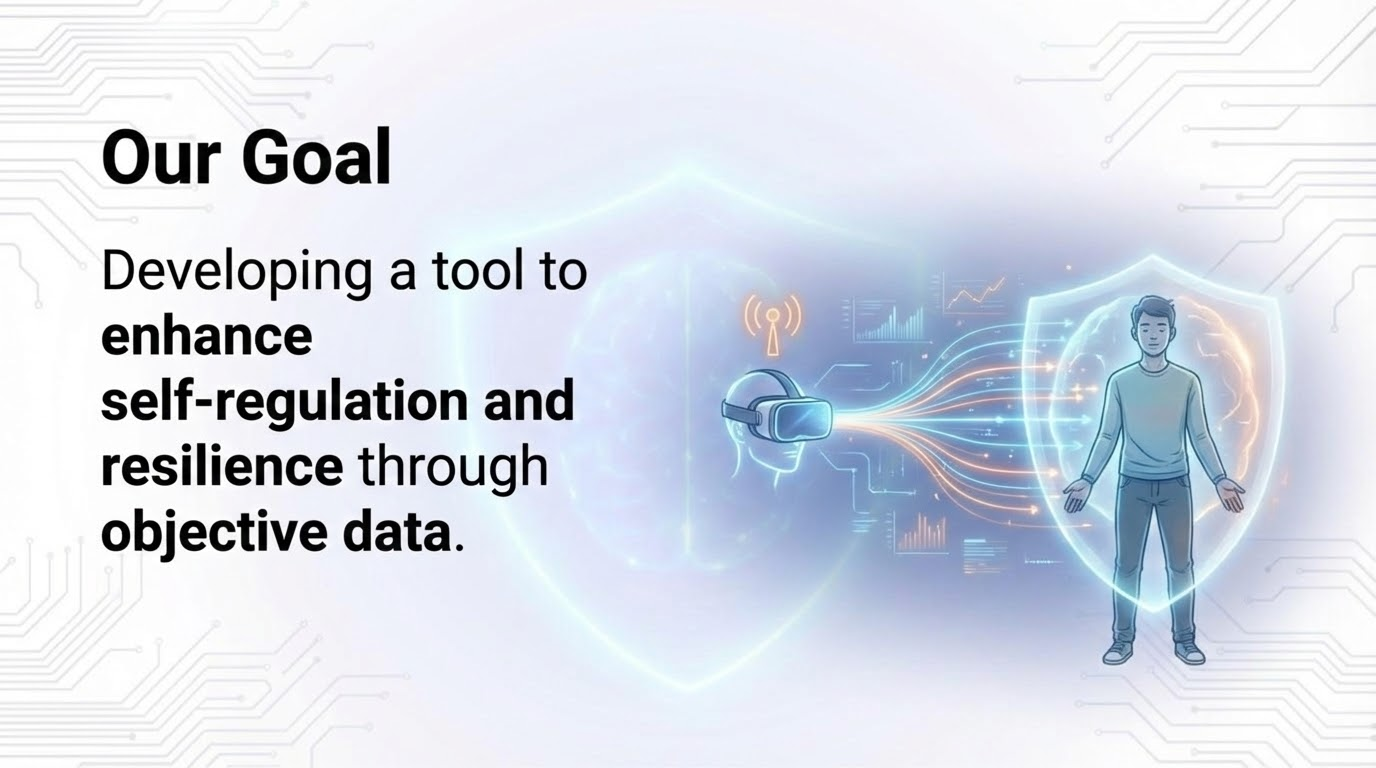 Our Goal
Developing a tool to
enhance
self-regulation and
resilience through
objective data.